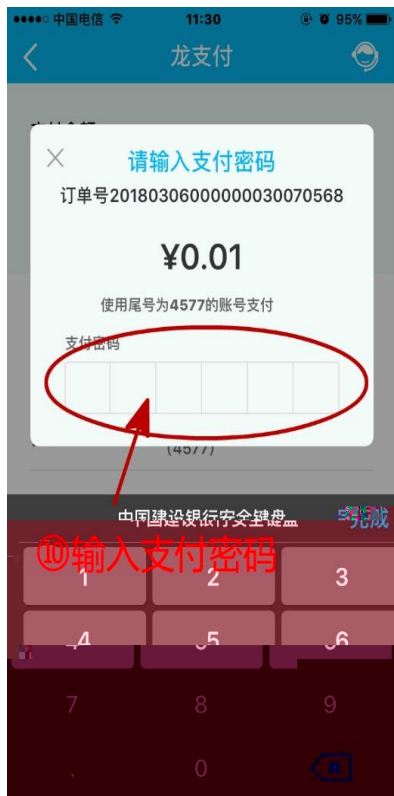 中国电信 11:30 95%
龙支付
请输入支付密码
订单号20180306000000030070568
¥0.01
使用尾号为4577的账号支付
支付密码
(4577)
中国建设银行安全键盘 完成
⑩输入支付密码
1 2 3
4 5 6
7 8 9
. 0